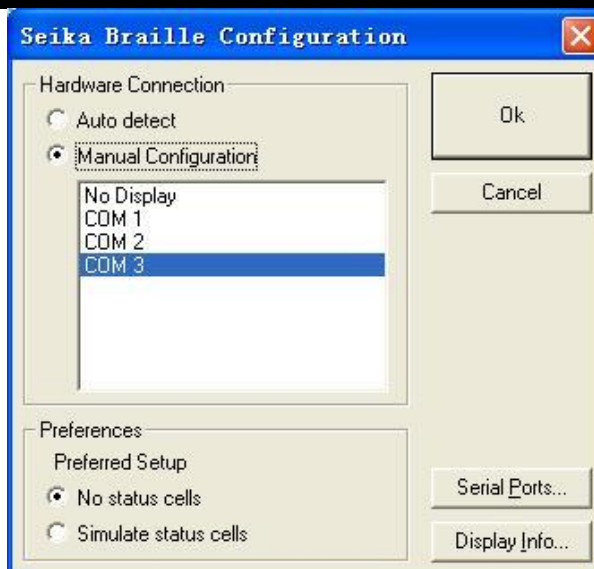 Seika Braille Configuration
Hardware Connection
Auto detect
Manual Configuration
No Display
COM 1
COM 2
COM 3
Ok
Cancel
Preferences
Preferred Setup
No status cells
Simulate status cells
Serial Ports...
Display Info...